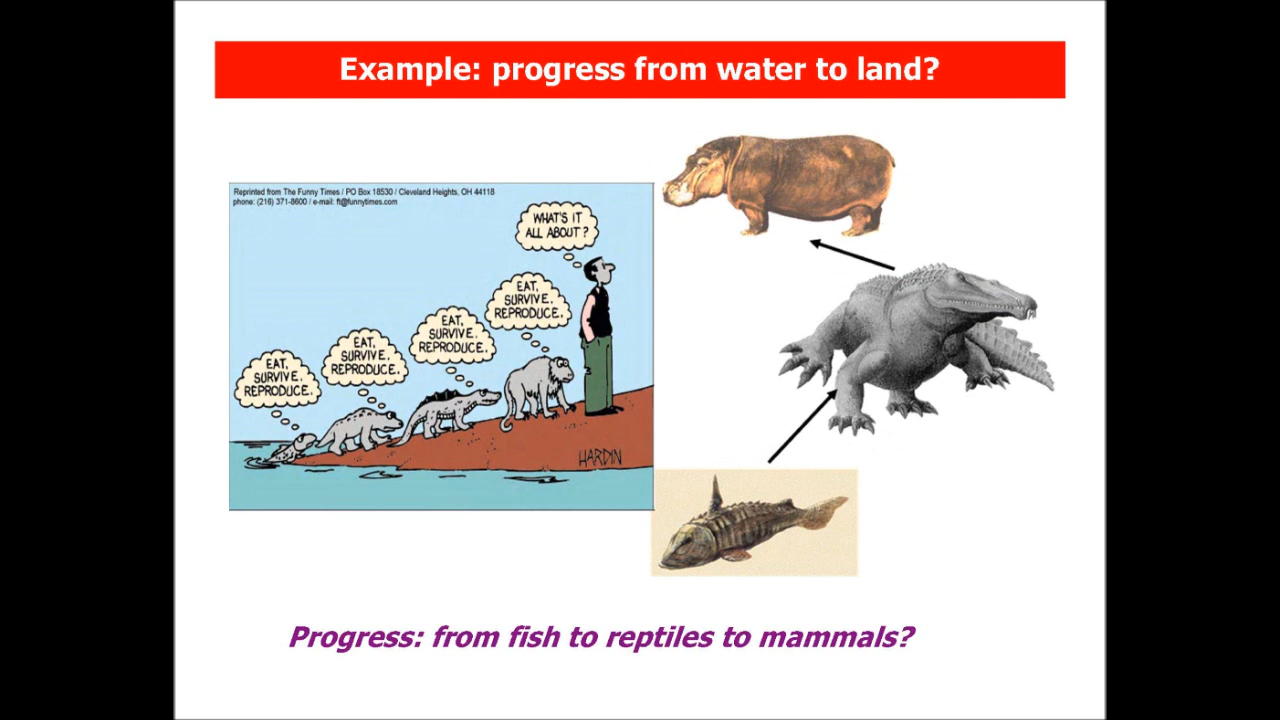 Example: progress from water to land?
Reprinted from The Funny Times / PO Box 18530 / Cleveland Heights, OH 44118
phone: (216) 371-8600 / e-mail: ft@funnytimes.com
WHAT'S IT
ALL ABOUT?
EAT,
SURVIVE,
REPRODUCE.
EAT,
SURVIVE,
REPRODUCE.
EAT,
SURVIVE,
REPRODUCE.
EAT,
SURVIVE,
REPRODUCE.
HARDIN
Progress: from fish to reptiles to mammals?